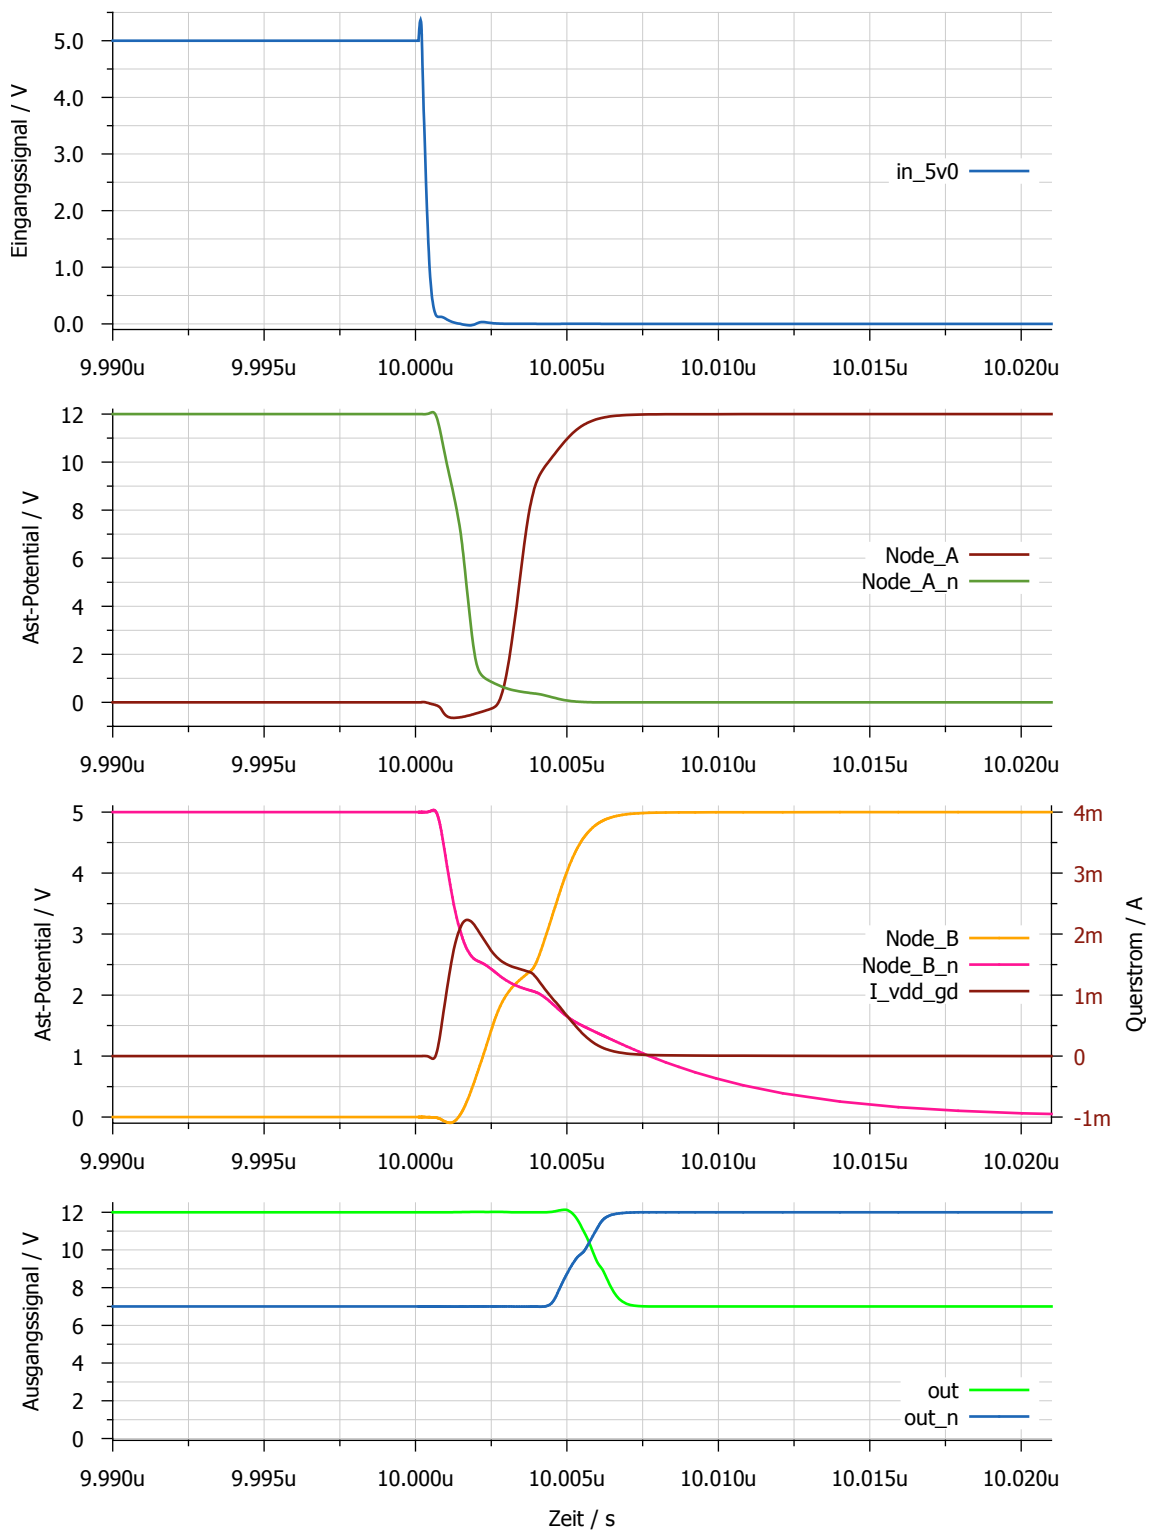 Eingangssignal / V
5.0
4.0
3.0
2.0
1.0
0.0
in_5v0
9.990u 9.995u 10.000u 10.005u 10.010u 10.015u 10.020u
Ast-Potential / V
12
10
8
6
4
2
0
Node_A
Node_A_n
9.990u 9.995u 10.000u 10.005u 10.010u 10.015u 10.020u
Ast-Potential / V
5
4
3
2
1
0
Node_B
Node_B_n
I_vdd_gd
4m
3m
2m
1m
0
-1m
Querstrom / A
9.990u 9.995u 10.000u 10.005u 10.010u 10.015u 10.020u
Ausgangssignal / V
12
10
8
6
4
2
0
out
out_n
9.990u 9.995u 10.000u 10.005u 10.010u 10.015u 10.020u
Zeit / s